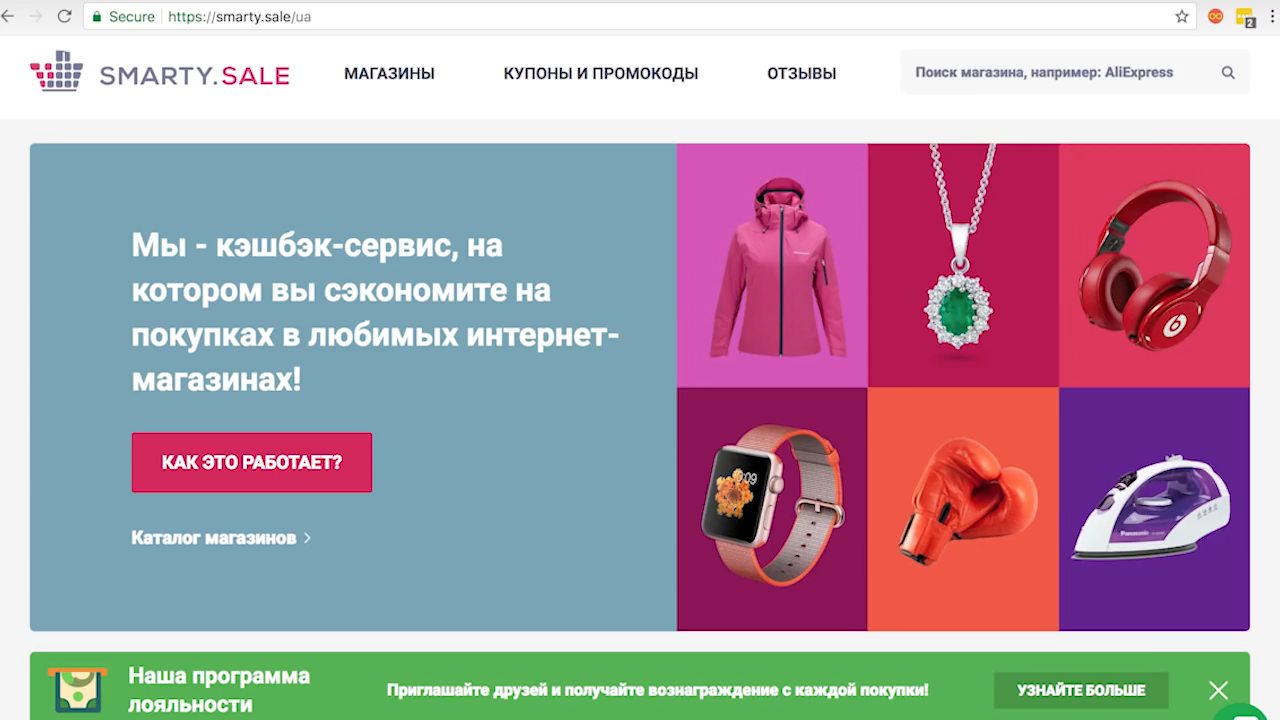 Secure https://smarty.sale/ua
2
SMARTY.SALE МАГАЗИНЫ КУПОНЫ И ПРОМОКОДЫ ОТЗЫВЫ Поиск магазина, например: AliExpress
Мы - кэшбэк-сервис, на
котором вы сэкономите на
покупках в любимых интернет-
магазинах!
КАК ЭТО РАБОТАЕТ?
Каталог магазинов
Panasonic
Наша программа
лояльности
Приглашайте друзей и получайте вознаграждение с каждой покупки!
УЗНАЙТЕ БОЛЬШЕ